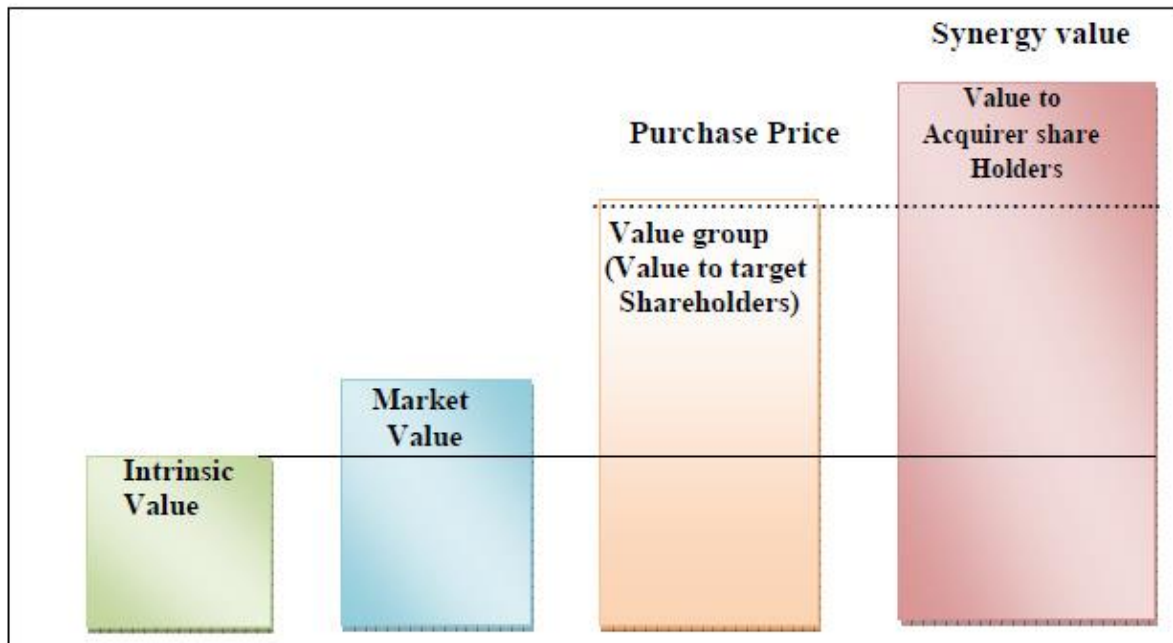 Synergy value
Value to
Acquirer share
Holders
Purchase Price
Value group
(Value to target
Shareholders)
Market
Value
Intrinsic
Value